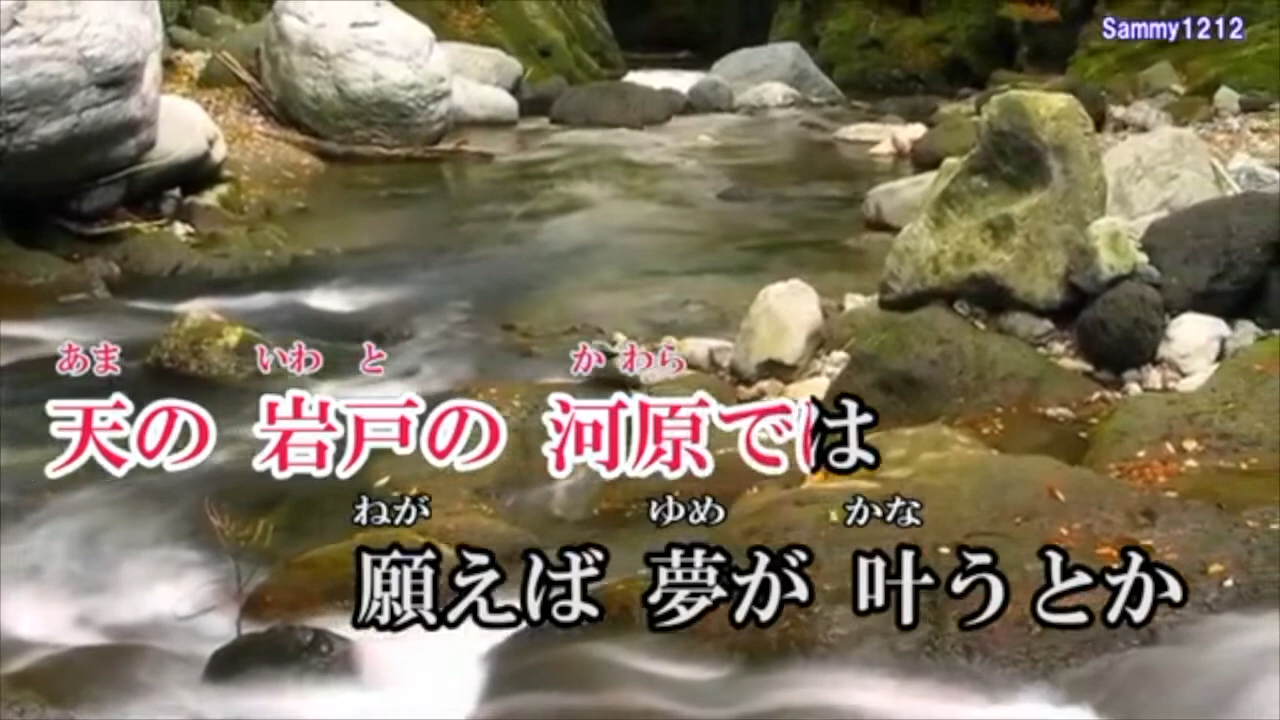 Sammy1212
あま いわ と か わら
天の 岩戸の 河原では
ねが ゆめ かな
願えば 夢が 叶うとか